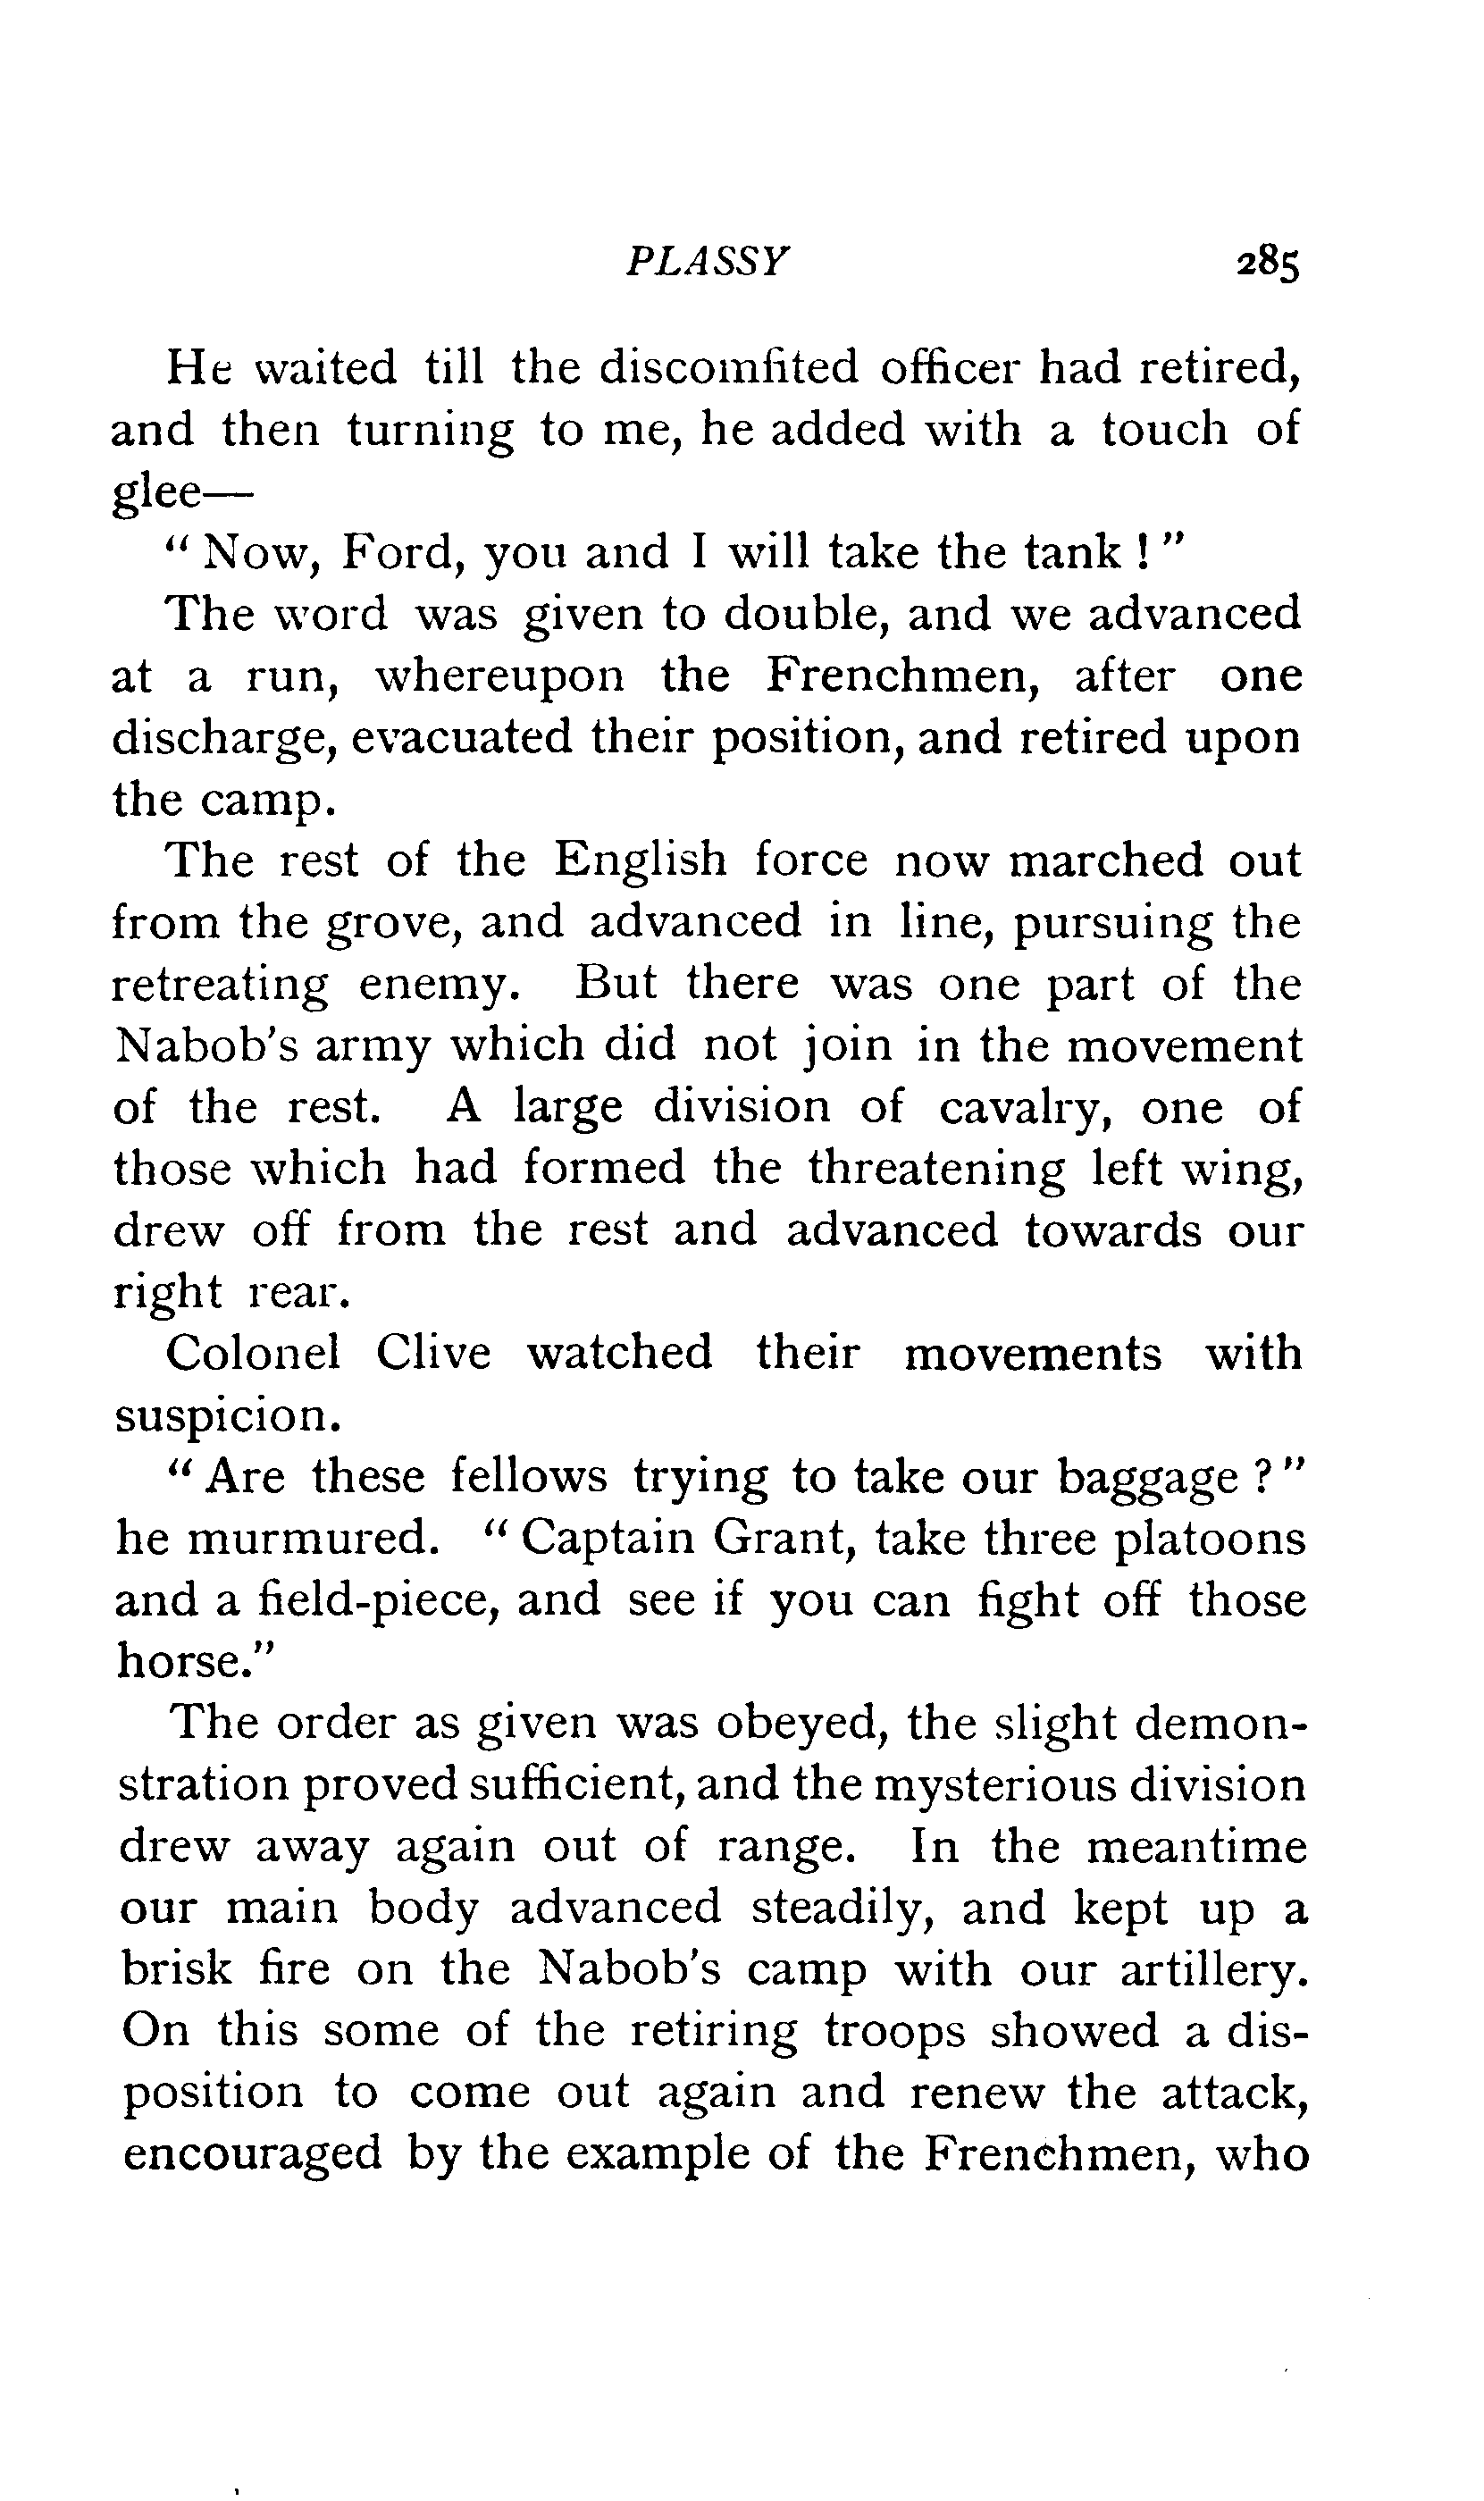 PLASSY 285
He waited till the discomfited officer had retired,
and then turning to me, he added with a touch of
glee—
“ Now, Ford, you and I will take the tank ! ”
The word was given to double, and we advanced
at a run, whereupon the Frenchmen, after one
discharge, evacuated their position, and retired upon
the camp.
The rest of the English force now marched out
from the grove, and advanced in line, pursuing the
retreating enemy. But there was one part of the
Nabob’s army which did not join in the movement
of the rest. A large division of cavalry, one of
those which had formed the threatening left wing,
drew off from the rest and advanced towards our
right rear.
Colonel Clive watched their movements with
suspicion.
“ Are these fellows trying to take our baggage ? ”
he murmured. “ Captain Grant, take three platoons
and a field-piece, and see if you can fight off those
horse.”
The order as given was obeyed, the slight demon-
stration proved sufficient, and the mysterious division
drew away again out of range. In the meantime
our main body advanced steadily, and kept up a
brisk fire on the Nabob’s camp with our artillery.
On this some of the retiring troops showed a dis-
position to come out again and renew the attack,
encouraged by the example of the Frenchmen, who